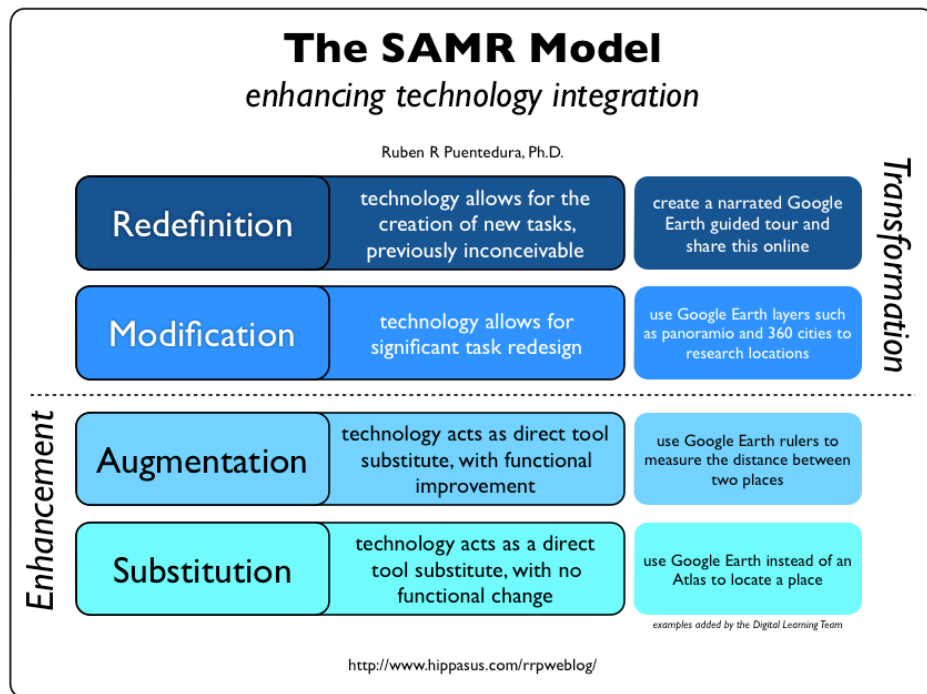 The SAMR Model
enhancing technology integration
Ruben R Puentedura, Ph.D.
Transformation
Redefinition
technology allows for the
creation of new tasks,
previously inconceivable
create a narrated Google
Earth guided tour and
share this online
Modification
technology allows for
significant task redesign
use Google Earth layers such
as panoramio and 360 cities to
research locations
Enhancement
Augmentation
technology acts as direct tool
substitute, with functional
improvement
use Google Earth rulers to
measure the distance between
two places
Substitution
technology acts as a direct
tool substitute, with no
functional change
use Google Earth instead of an
Atlas to locate a place
examples added by the Digital Learning Team
http://www.hippasus.com/rrpweblog/